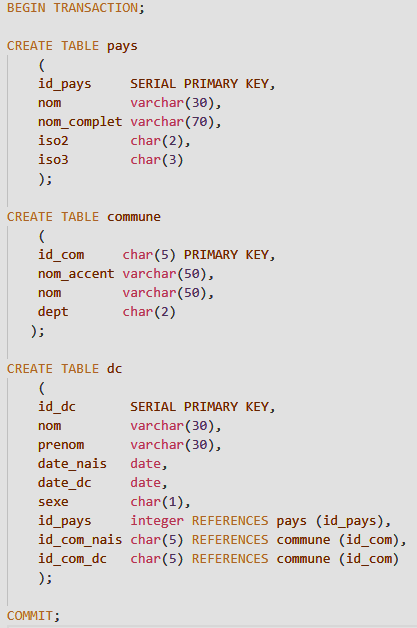 BEGIN TRANSACTION;
CREATE TABLE pays
(
id_pays     SERIAL PRIMARY KEY,
nom         varchar(30),
nom_complet varchar(70),
iso2        char(2),
iso3        char(3)
);
CREATE TABLE commune
(
id_com     char(5) PRIMARY KEY,
nom_accent varchar(50),
nom        varchar(50),
dept       char(2)
);
CREATE TABLE dc
(
id_dc       SERIAL PRIMARY KEY,
nom         varchar(30),
prenom      varchar(30),
date_nais   date,
date_dc     date,
sexe        char(1),
id_pays     integer REFERENCES pays (id_pays),
id_com_nais char(5) REFERENCES commune (id_com),
id_com_dc   char(5) REFERENCES commune (id_com)
);
COMMIT;